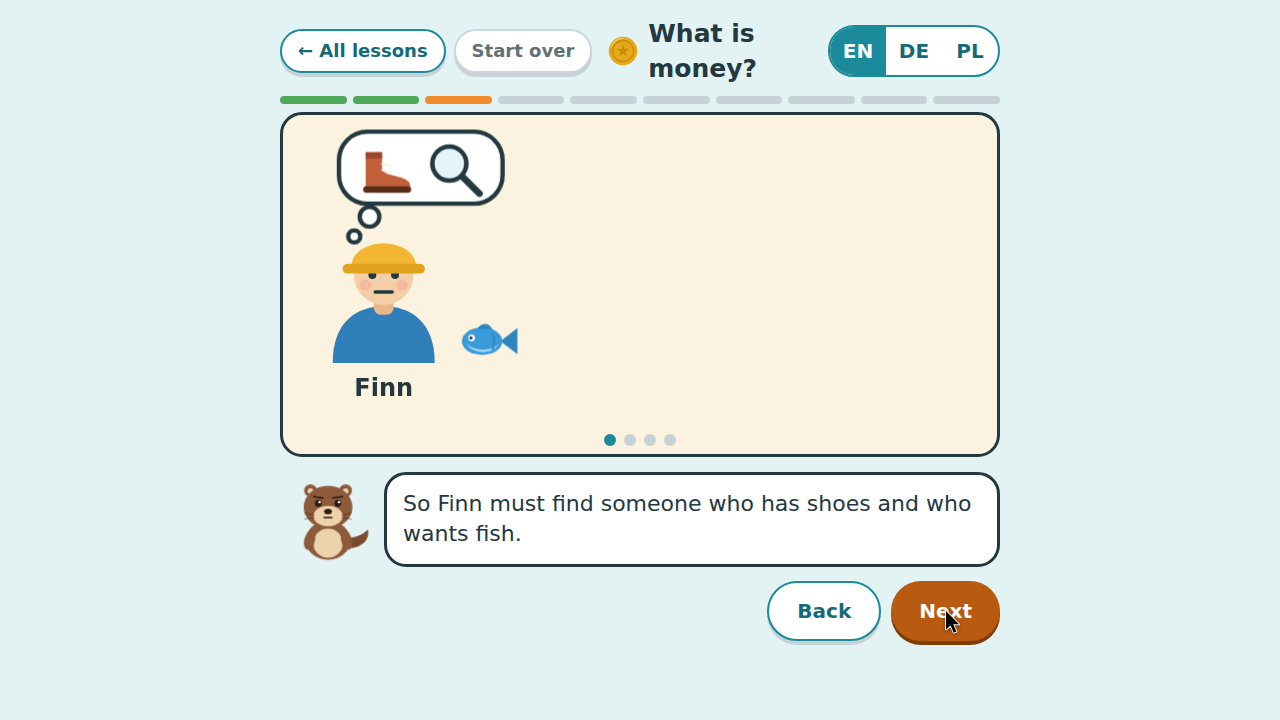 ← All lessons
Start over
What is
money?
EN
DE
PL
Finn
So Finn must find someone who has shoes and who
wants fish.
Back
Next